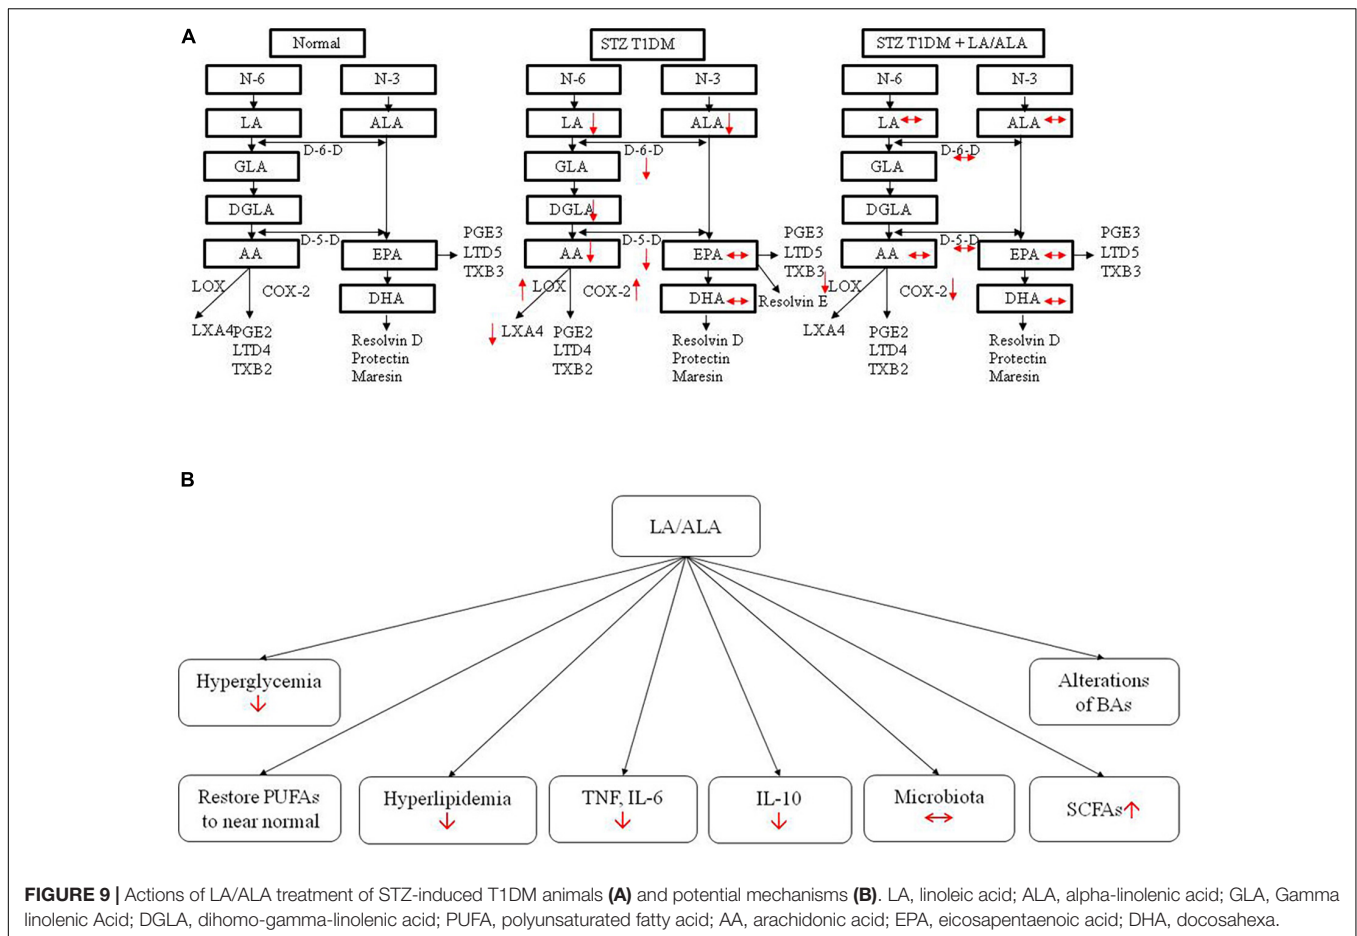 A
Normal
N-6 N-3
LA ALA
D-6-D
GLA
DGLA
D-5-D
AA EPA
PGE3
LTD5
TXB3
LOX COX-2
DHA
LXA4
PGE2
LTD4
TXB2
Resolvin D
Protectin
Maresin
STZ T1DM
N-6 N-3
LA ↓ ALA ↓
D-6-D
↓
GLA
DGLA ↓
D-5-D
↓
AA ↓ EPA ↔
PGE3
LTD5
TXB3
↑ LOX COX-2 ↑
DHA ↔
Resolvin E
↓ LXA4
PGE2
LTD4
TXB2
Resolvin D
Protectin
Maresin
STZ T1DM + LA/ALA
N-6 N-3
LA ↔ ALA ↔
D-6-D
↔
GLA
DGLA
D-5-D
↔
AA ↔ EPA ↔
PGE3
LTD5
TXB3
↓ LOX COX-2 ↓
DHA ↔
LXA4
PGE2
LTD4
TXB2
Resolvin D
Protectin
Maresin
B
LA/ALA
Hyperglycemia
↓
Alterations
of BAs
Restore PUFAs
to near normal
Hyperlipidemia
↓
TNF, IL-6
↓
IL-10
↓
Microbiota
↔
SCFAs↑
FIGURE 9 | Actions of LA/ALA treatment of STZ-induced T1DM animals (A) and potential mechanisms (B). LA, linoleic acid; ALA, alpha-linolenic acid; GLA, Gamma
linolenic Acid; DGLA, dihomo-gamma-linolenic acid; PUFA, polyunsaturated fatty acid; AA, arachidonic acid; EPA, eicosapentaenoic acid; DHA, docosahexa.